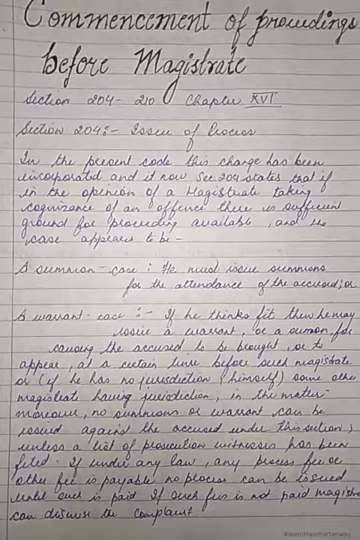 Commencement of proceedings
before Magistrate
Section 204- 210 Chapter XVI
Section 204:- Issue of Process
In the present code this change has been
incorporated and it now Sec.204 states that if
in the opinion of a Magistrate taking
cognizance of an offence there is sufficient
ground for proceeding available, and the
case appears to be -
A summon-case : He must issue summons
for the attendance of the accused; or
A warrant-case :- If he thinks fit then he may
issue a warrant, or a summon, for
causing the accused to be brought, or to
appear, at a certain time before such magistrate
or (if he has no jurisdiction himself) some other
magistrate having jurisdiction, in the matter.
moreover, no summons or warrant can be
issued against the accused under this section,
unless a list of prosecution witnesses has been
filed. If under any law, any process fee or
other fee is payable no process can be issued
until is paid If such fees is not paid magistrate
can dismiss the complaint